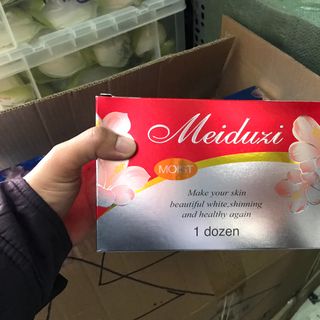 Meiduzi
MOIST
Make your skin
beautiful white,shinning
and healthy again
1 dozen